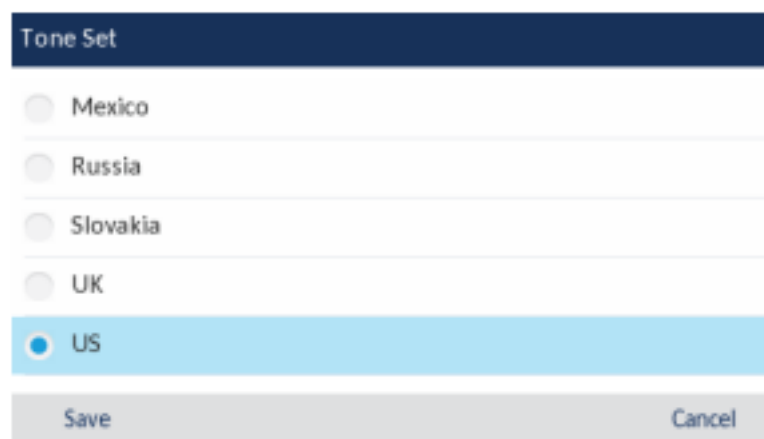 Tone Set
Mexico
Russia
Slovakia
UK
US
Save Cancel